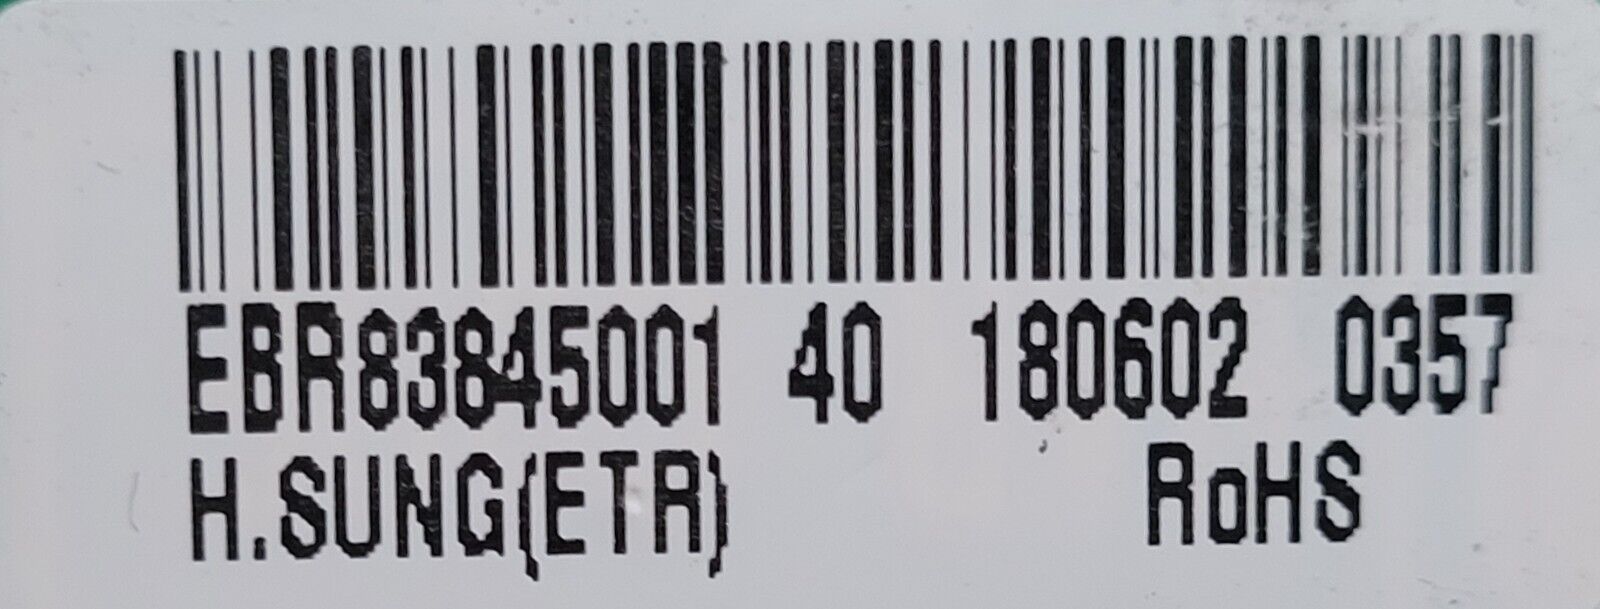 EBR83845001 40 180602 0357
H.SUNG(ETR) RoHS